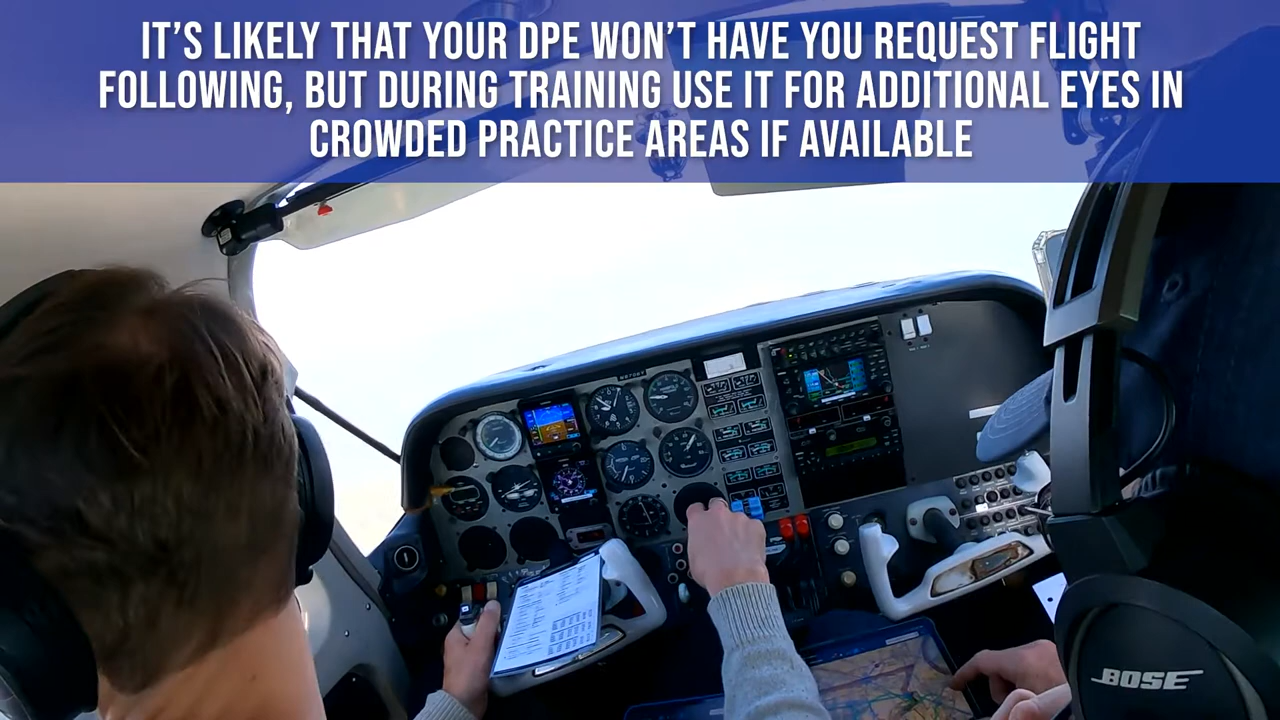 IT'S LIKELY THAT YOUR DPE WON'T HAVE YOU REQUEST FLIGHT
FOLLOWING, BUT DURING TRAINING USE IT FOR ADDITIONAL EYES IN
CROWDED PRACTICE AREAS IF AVAILABLE
BOSE